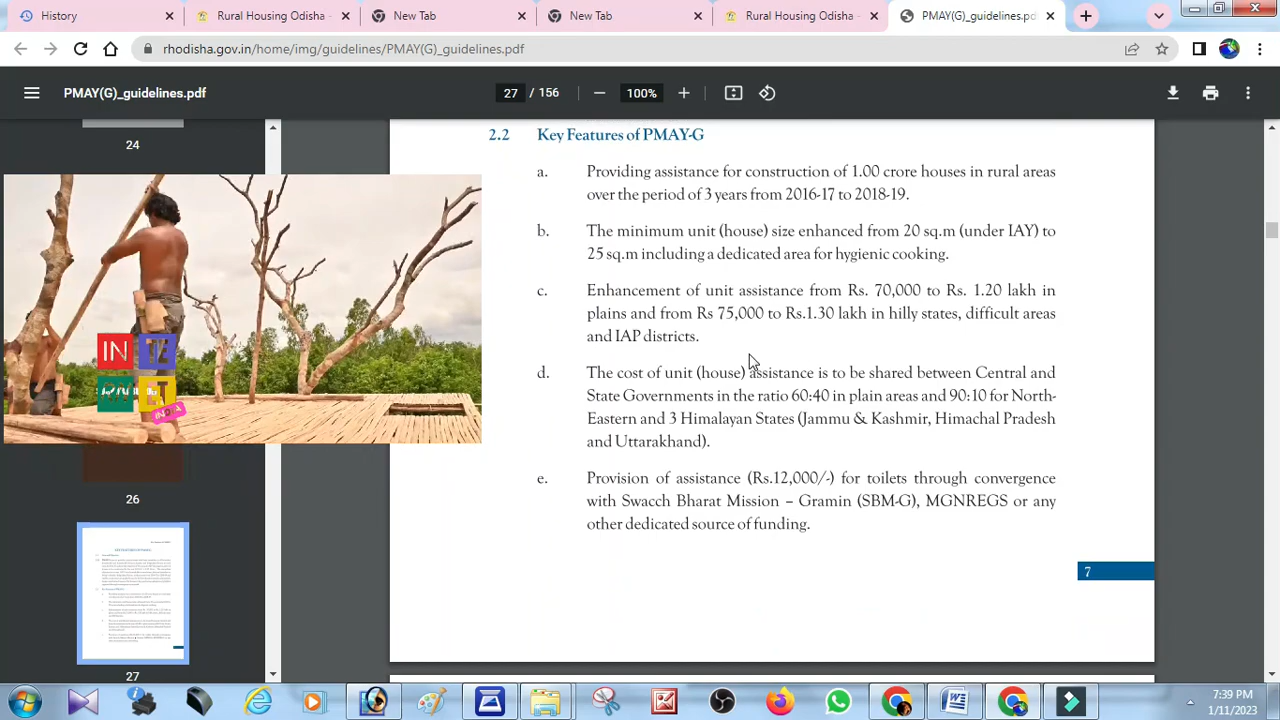 History
Rural Housing Odisha -
New Tab
New Tab
Rural Housing Odisha -
PMAY(G)_guidelines.pdf
rhodisha.gov.in/home/img/guidelines/PMAY(G)_guidelines.pdf
PMAY(G)_guidelines.pdf
27 / 156
100%
24
26
27
IN
INDIA
2.2 Key Features of PMAY-G
a. Providing assistance for construction of 1.00 crore houses in rural areas
over the period of 3 years from 2016-17 to 2018-19.
b. The minimum unit (house) size enhanced from 20 sq.m (under IAY) to
25 sq.m including a dedicated area for hygienic cooking.
c. Enhancement of unit assistance from Rs. 70,000 to Rs. 1.20 lakh in
plains and from Rs 75,000 to Rs.1.30 lakh in hilly states, difficult areas
and IAP districts.
d. The cost of unit (house) assistance is to be shared between Central and
State Governments in the ratio 60:40 in plain areas and 90:10 for North-
Eastern and 3 Himalayan States (Jammu & Kashmir, Himachal Pradesh
and Uttarakhand).
e. Provision of assistance (Rs.12,000/-) for toilets through convergence
with Swacch Bharat Mission – Gramin (SBM-G), MGNREGS or any
other dedicated source of funding.
7
7:39 PM
1/11/2023